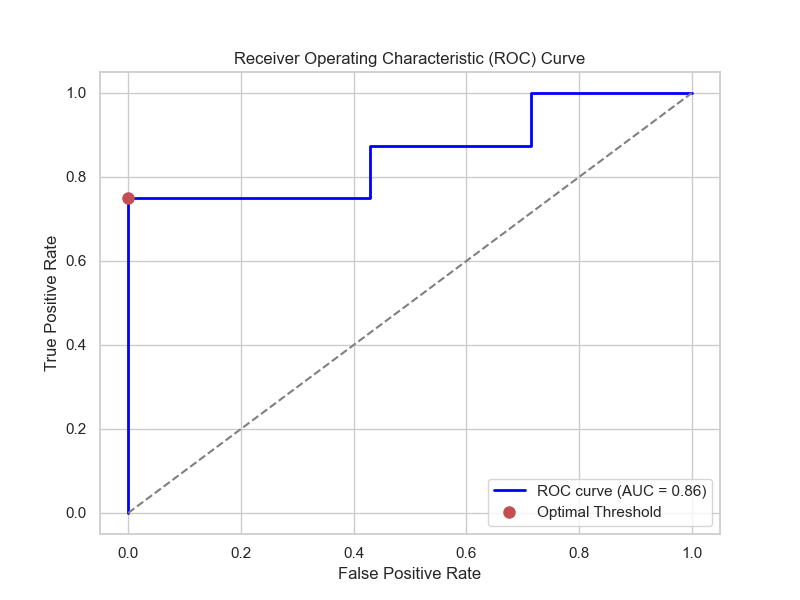 Receiver Operating Characteristic (ROC) Curve
True Positive Rate
1.0
0.8
0.6
0.4
0.2
0.0
0.0 0.2 0.4 0.6 0.8 1.0
False Positive Rate
ROC curve (AUC = 0.86)
Optimal Threshold